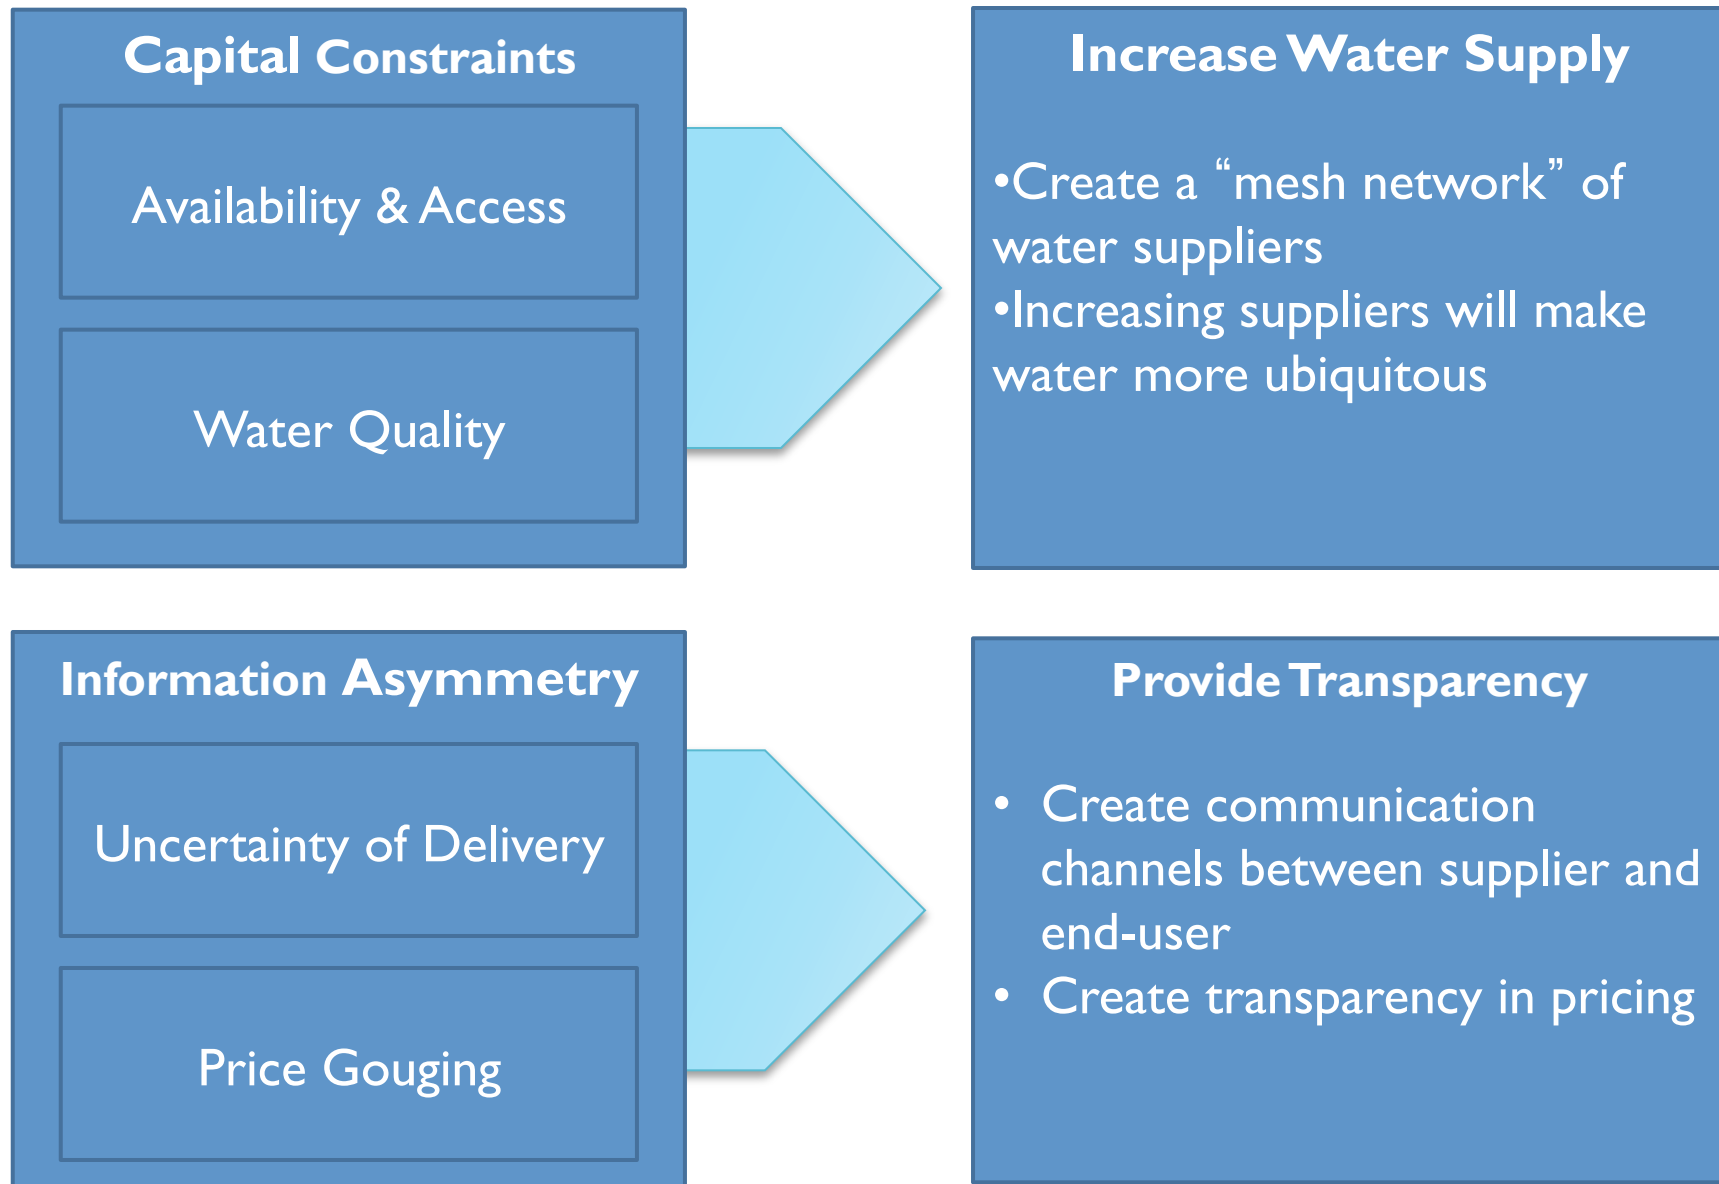 Capital Constraints
Availability & Access
Water Quality
Increase Water Supply
•Create a “mesh network” of
water suppliers
•Increasing suppliers will make
water more ubiquitous
Information Asymmetry
Uncertainty of Delivery
Price Gouging
Provide Transparency
• Create communication
channels between supplier and
end-user
• Create transparency in pricing